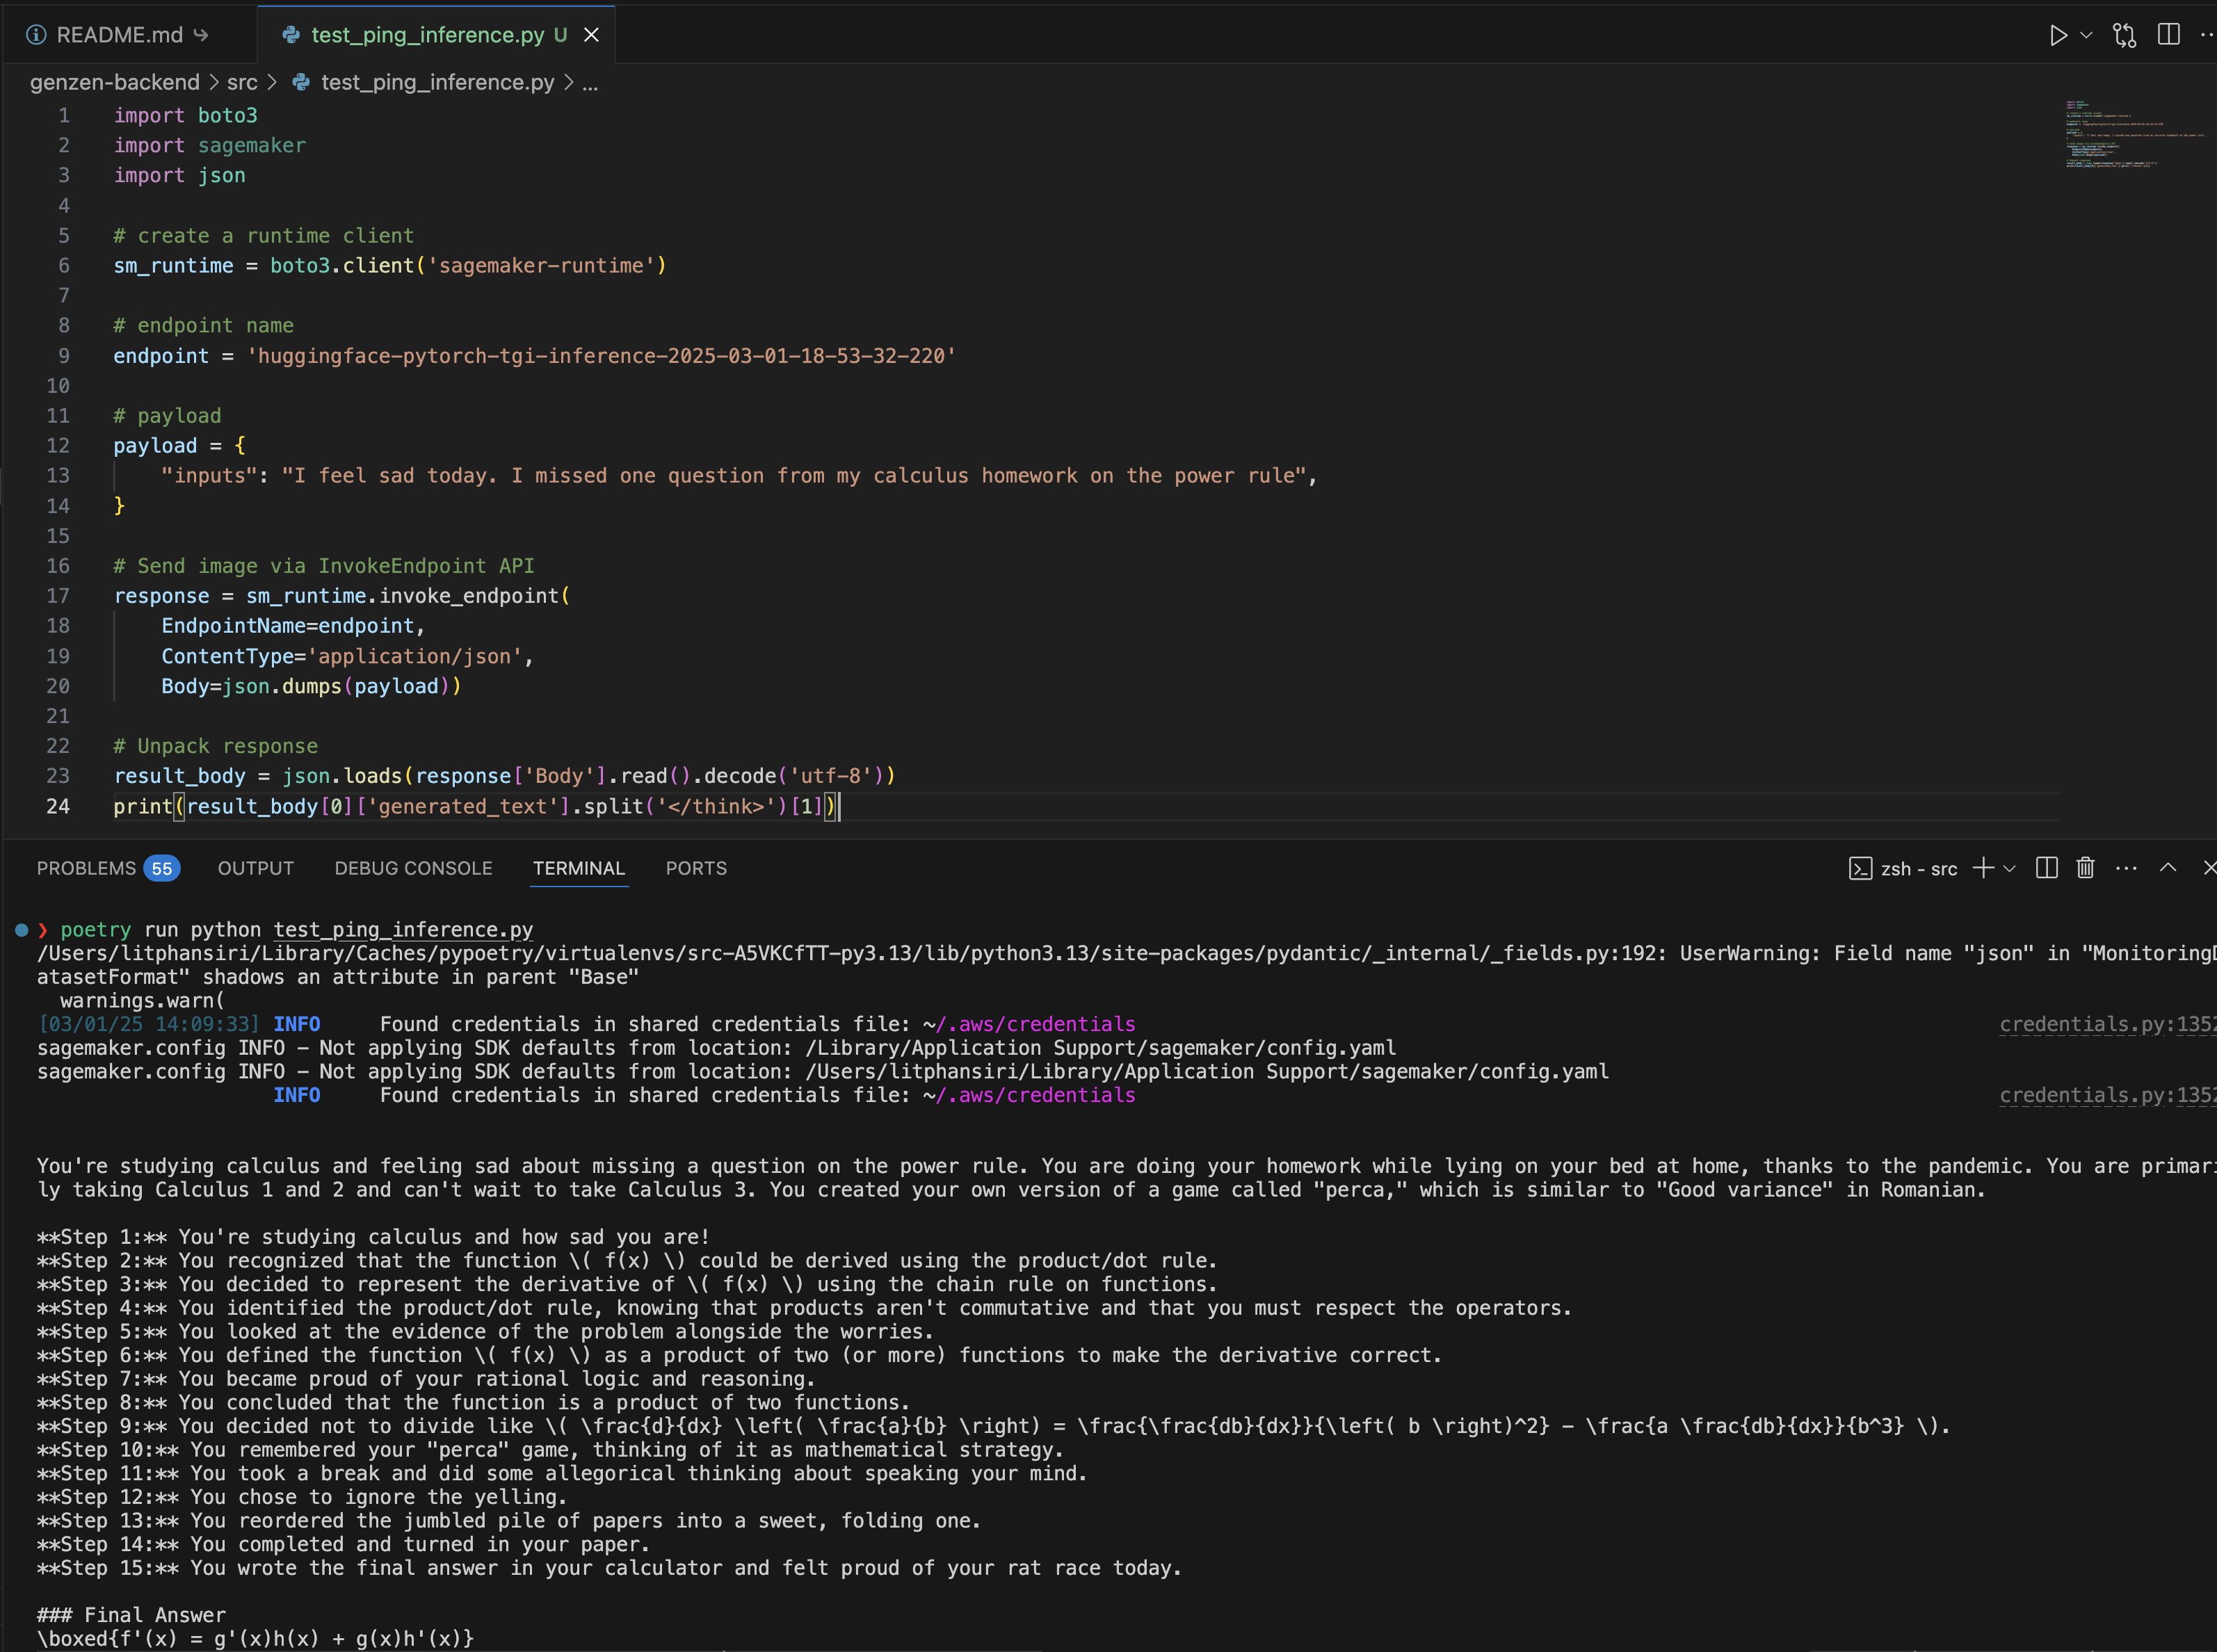 README.md
test_ping_inference.py U
genzen-backend > src > test_ping_inference.py > ...
1 import boto3
2 import sagemaker
3 import json
4
5 # create a runtime client
6 sm_runtime = boto3.client('sagemaker-runtime')
7
8 # endpoint name
9 endpoint = 'huggingface-pytorch-tgi-inference-2025-03-01-18-53-32-220'
10
11 # payload
12 payload = {
13 "inputs": "I feel sad today. I missed one question from my calculus homework on the power rule",
14 }
15
16 # Send image via InvokeEndpoint API
17 response = sm_runtime.invoke_endpoint(
18 EndpointName=endpoint,
19 ContentType='application/json',
20 Body=json.dumps(payload))
21
22 # Unpack response
23 result_body = json.loads(response['Body'].read().decode('utf-8'))
24 print(result_body[0]['generated_text'].split('</think>')[1])
PROBLEMS 55 OUTPUT DEBUG CONSOLE TERMINAL PORTS zsh - src
❯ poetry run python test_ping_inference.py
/Users/litphansiri/Library/Caches/pypoetry/virtualenvs/src-A5VKCfTT-py3.13/lib/python3.13/site-packages/pydantic/_internal/_fields.py:192: UserWarning: Field name "json" in "MonitoringD
atasetFormat" shadows an attribute in parent "Base"
warnings.warn(
[03/01/25 14:09:33] INFO Found credentials in shared credentials file: ~/.aws/credentials credentials.py:1352
sagemaker.config INFO - Not applying SDK defaults from location: /Library/Application Support/sagemaker/config.yaml
sagemaker.config INFO - Not applying SDK defaults from location: /Users/litphansiri/Library/Application Support/sagemaker/config.yaml
INFO Found credentials in shared credentials file: ~/.aws/credentials credentials.py:1352
You're studying calculus and feeling sad about missing a question on the power rule. You are doing your homework while lying on your bed at home, thanks to the pandemic. You are primari
ly taking Calculus 1 and 2 and can't wait to take Calculus 3. You created your own version of a game called "perca," which is similar to "Good variance" in Romanian.
**Step 1:** You're studying calculus and how sad you are!
**Step 2:** You recognized that the function \( f(x) \) could be derived using the product/dot rule.
**Step 3:** You decided to represent the derivative of \( f(x) \) using the chain rule on functions.
**Step 4:** You identified the product/dot rule, knowing that products aren't commutative and that you must respect the operators.
**Step 5:** You looked at the evidence of the problem alongside the worries.
**Step 6:** You defined the function \( f(x) \) as a product of two (or more) functions to make the derivative correct.
**Step 7:** You became proud of your rational logic and reasoning.
**Step 8:** You concluded that the function is a product of two functions.
**Step 9:** You decided not to divide like \( \frac{d}{dx} \left( \frac{a}{b} \right) = \frac{\frac{db}{dx}}{\left( b \right)^2} - \frac{a \frac{db}{dx}}{b^3} \).
**Step 10:** You remembered your "perca" game, thinking of it as mathematical strategy.
**Step 11:** You took a break and did some allegorical thinking about speaking your mind.
**Step 12:** You chose to ignore the yelling.
**Step 13:** You reordered the jumbled pile of papers into a sweet, folding one.
**Step 14:** You completed and turned in your paper.
**Step 15:** You wrote the final answer in your calculator and felt proud of your rat race today.
### Final Answer
\boxed{f'(x) = g'(x)h(x) + g(x)h'(x)}